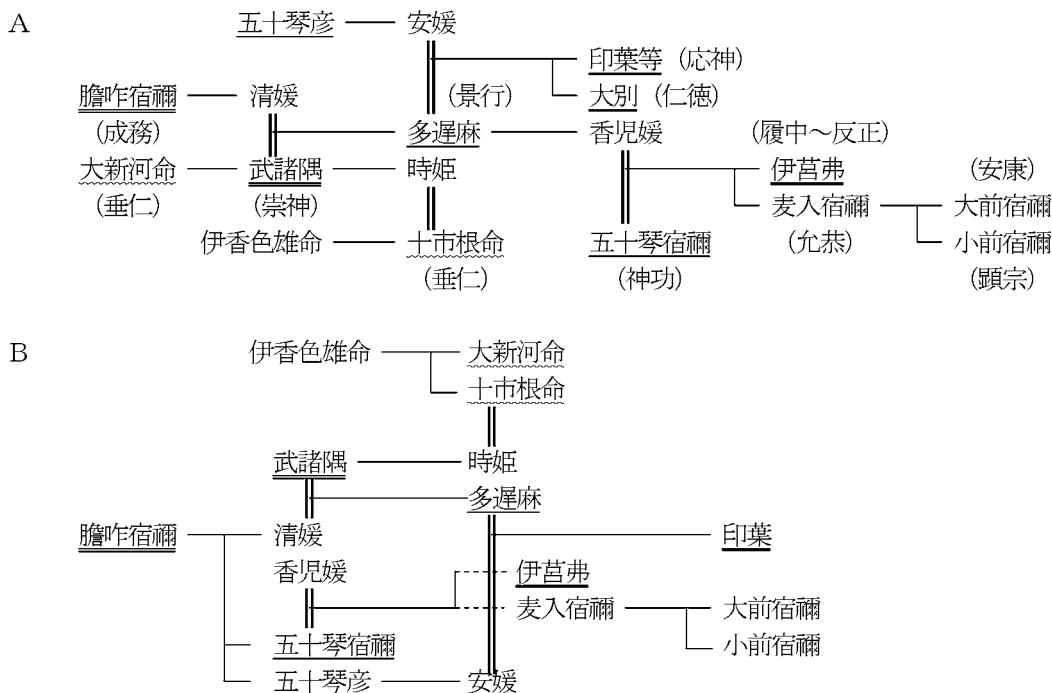 A
五十琴彦 安媛
印葉等 (応神)
膽咋宿禰 清媛 (景行) 大別 (仁徳)
(成務) 多遅麻 香児媛 (履中～反正)
大新河命 武諸隅 時姫 伊莒弗 (安康)
(垂仁) (崇神) 麦入宿禰 大前宿禰
伊香色雄命 十市根命 五十琴宿禰 (允恭) 小前宿禰
(垂仁) (神功) (顕宗)
B
伊香色雄命 大新河命
十市根命
武諸隅 時姫
多遅麻
膽咋宿禰 清媛 印葉
香児媛 伊莒弗
麦入宿禰 大前宿禰
五十琴宿禰 小前宿禰
五十琴彦 安媛